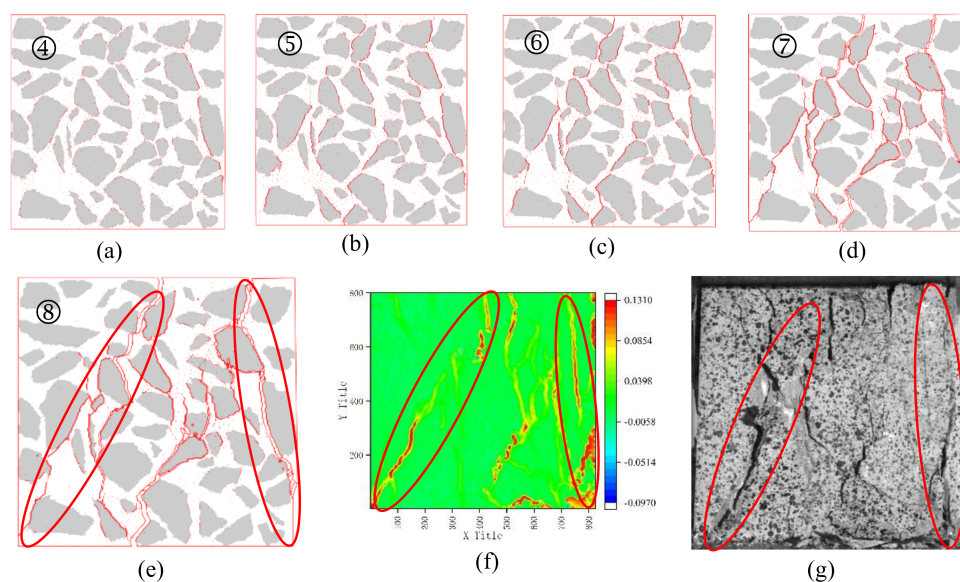 ④
⑤
⑥
⑦
(a)
(b)
(c)
(d)
⑧
800
600
400
200
Y Title
100
200
300
400
500
600
700
800
900
X Title
0.1310
0.0854
0.0398
-0.0058
-0.0514
-0.0970
(e)
(f)
(g)